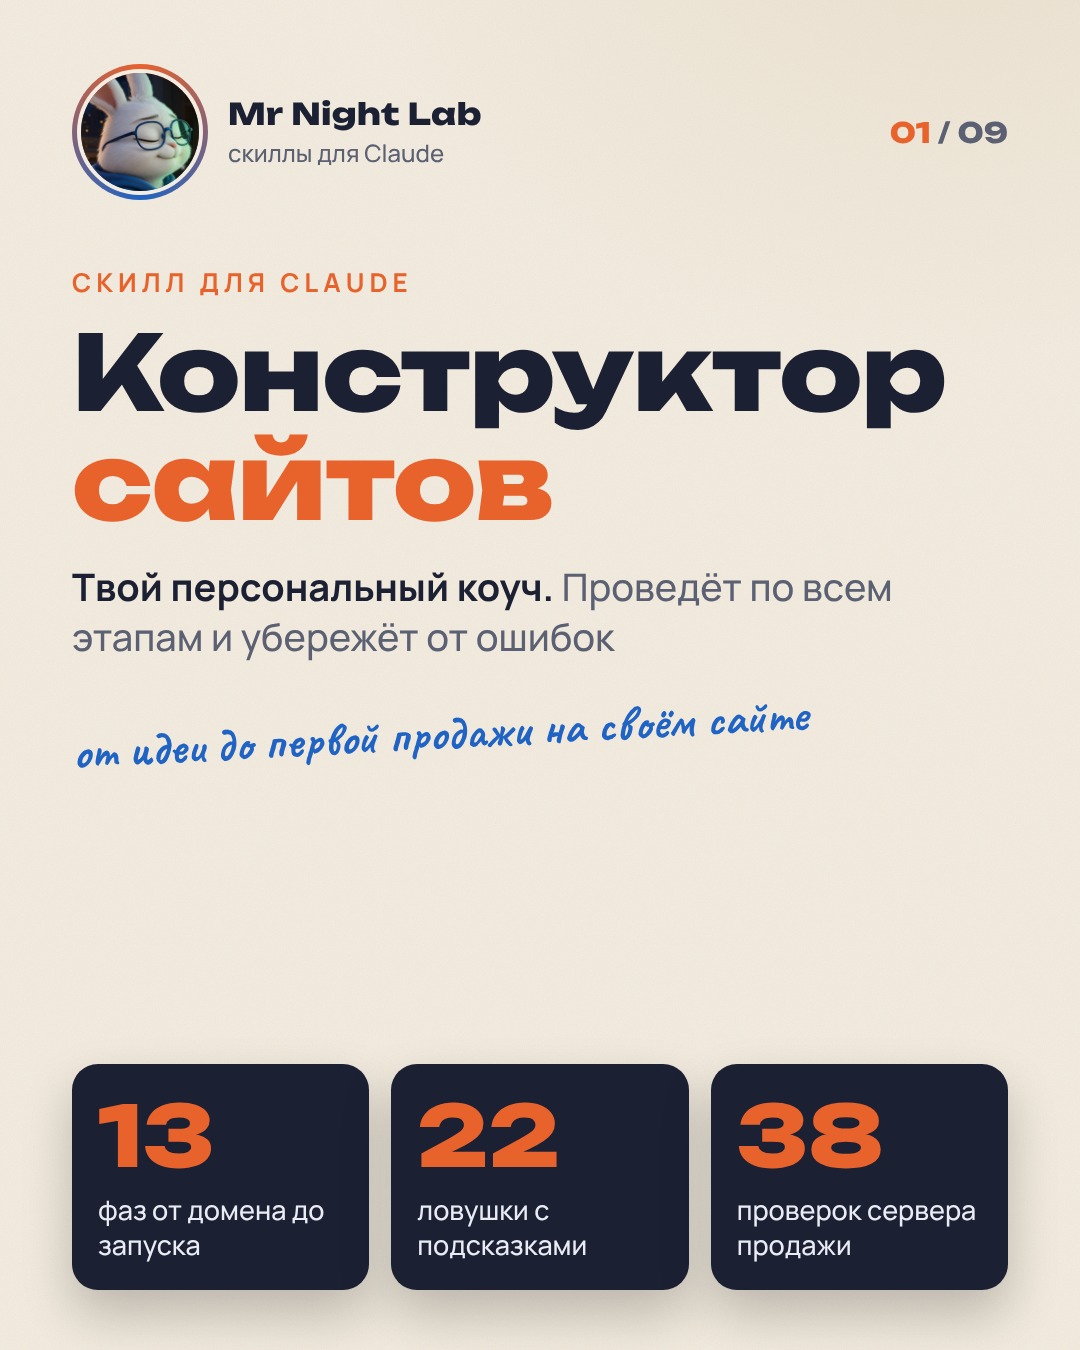 Mr Night Lab
скиллы для Claude
01 / 09
СКИЛЛ ДЛЯ CLAUDE
Конструктор
сайтов
Твой персональный коуч. Проведёт по всем
этапам и убережёт от ошибок
от идеи до первой продажи на своём сайте
13
фаз от домена до
запуска
22
ловушки с
подсказками
38
проверок сервера
продажи